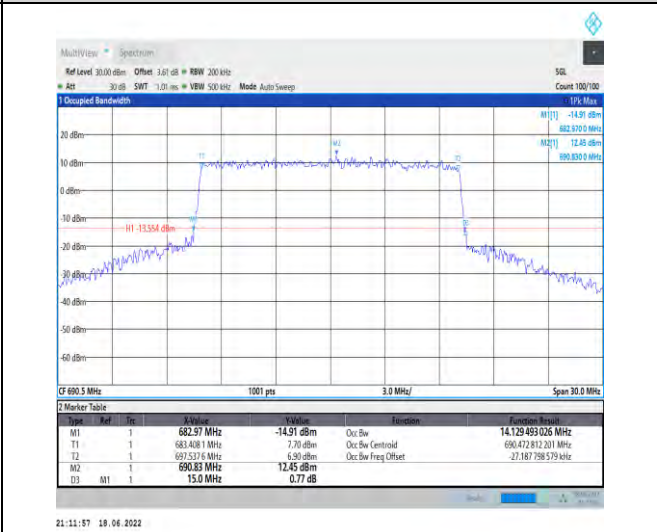 MultiView Spectrum
Ref Level 30.00 dBm Offset 3.61 dB RBW 200 kHz SGL
Att 30 dB SWT 1.01 ms VBW 500 kHz Mode Auto Sweep Count 100/100
1 Occupied Bandwidth 1Pk Max
M1[1] -14.91 dBm
682.970 0 MHz
M2[1] 12.45 dBm
690.830 0 MHz
20 dBm
M2
T1
10 dBm
0 dBm
-10 dBm
H1 -13.554 dBm
-20 dBm
-30 dBm
-40 dBm
-50 dBm
-60 dBm
CF 690.5 MHz 1001 pts 3.0 MHz/ Span 30.0 MHz
2 Marker Table
Type Ref Trc X-Value Y-Value Function Function Result
M1 1 682.97 MHz -14.91 dBm Occ Bw 14.129 493 026 MHz
T1 1 683.408 1 MHz 7.70 dBm Occ Bw Centroid 690.472 812 201 MHz
T2 1 697.537 6 MHz 6.90 dBm Occ Bw Freq Offset -27.187 798 579 kHz
M2 1 690.83 MHz 12.45 dBm
D3 M1 1 15.0 MHz 0.77 dB
21:11:57 18.06.2022